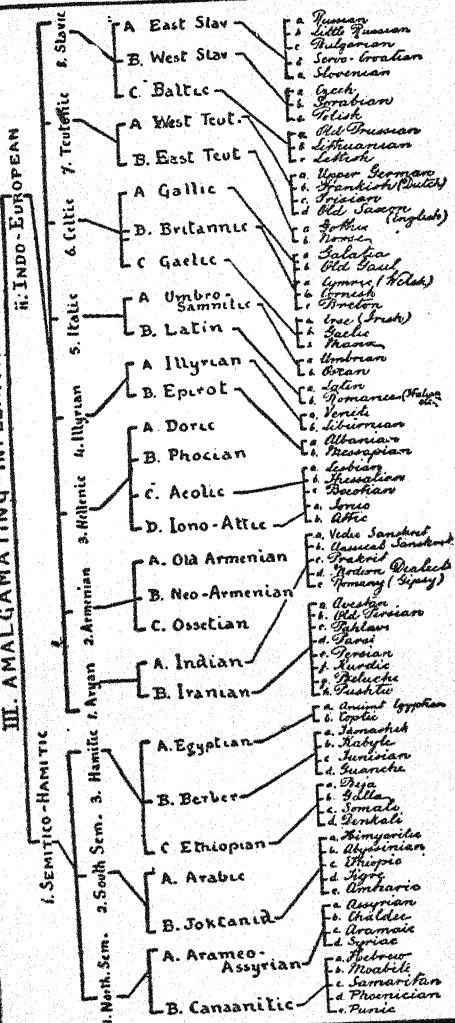 III. AMALGAMATING
ii. INDO-EUROPEAN
8. Slavic
A East Slav
a Russian
b Little Russian
c Bulgarian
d Servo-Croatian
e Slovenian
B. West Slav
a. Czech
b. Sorabian
c. Polish
C. Baltic
a. Old Prussian
b. Lithuanian
c. Lettish
7. Teutonic
A West Teut.
a. Upper German
b. Frankish (Dutch)
c. Frisian
d Old Saxon
(English)
B. East Teut
a Gothic
b. Norse
6. Celtic
A Gallic
a Galatia
b. Old Gaul
B. Britannic
a Cymric (Welsh)
b. Cornish
c Breton
C Gaelic
a. Erse (Irish)
b. Gaelic
5. Italic
A Umbro-
Samnitic
a Umbrian
b. Oscan
B. Latin
a. Latin
b. Romance
4. Illyrian
A Illyrian
a. Veniti
b. Liburnian
B. Epirot
a. Albanian
b. Messapian
3. Hellenic
A. Doric
B. Phocian
C. Aeolic
a. Lesbian
b. Thessalian
c Boeotian
D. Iono-Attic
a. Ionic
b. Attic
2. Armenian
A. Old Armenian
B. Neo-Armenian
C. Ossetian
1. Aryan
A. Indian
a. Vedic Sanskrit
b. Classical Sanskrit
c. Prakrit
d. Modern Dialects
e Romany (Gipsy)
B. Iranian
a. Avestan
b. Old Persian
c. Pahlavi
d. Parsi
e. Persian
f. Kurdic
g. Beluche
h. Pushtu
i. SEMITICO-HAMITIC
3. Hamitic
A. Egyptian
a. Ancient Egyptian
b. Coptic
B. Berber
a. Tamashek
b. Kabyle
c Tunisian
d. Guanche
C Ethiopian
a. Beja
b. Galla
c. Somali
d. Denkali
2. South Sem.
A. Arabic
B. Joktanid
a. Himyaritic
b. Abyssinian
c Ethiopic
d. Tigre
e. Amharic
1. North. Sem.
A. Arameo-
Assyrian
a. Assyrian
b. Chaldee
c. Aramaic
d. Syriac
B. Canaanitic
a. Hebrew
b. Moabite
c. Samaritan
d. Phoenician
e. Punic